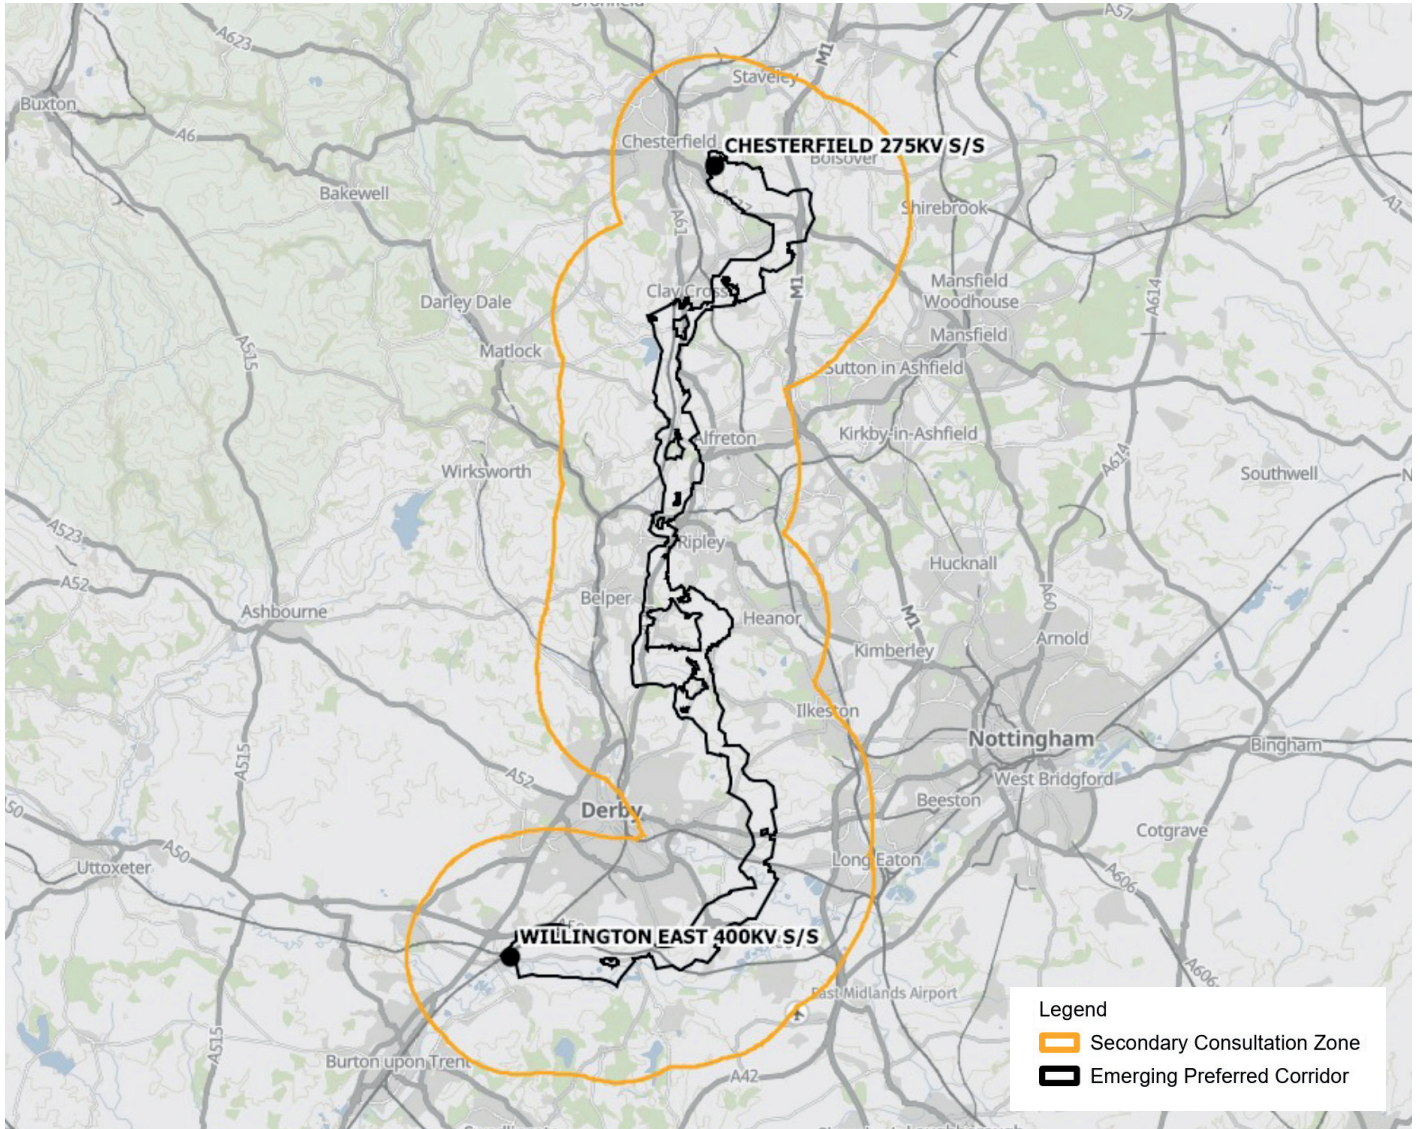 Dronfield
A57
A623
M1
Staveley
Buxton
A6
Chesterfield
CHESTERFIELD 275KV S/S
Bolsover
Bakewell
A617
A1
A61
Shirebrook
Clay Cross
M1
Mansfield
Woodhouse
A614
Darley Dale
Mansfield
A515
Matlock
Sutton in Ashfield
Alfreton
Kirkby-in-Ashfield
Wirksworth
A614
Southwell
A523
Ripley
Hucknall
A52
Belper
A60
Ashbourne
Heanor
M1
Arnold
Kimberley
Ilkeston
Nottingham
Bingham
A515
A52
West Bridgford
Derby
Beeston
Cotgrave
A50
Uttoxeter
Long Eaton
A606
WILLINGTON EAST 400KV S/S
A606
East Midlands Airport
A515
Burton upon Trent
A42
Legend
Secondary Consultation Zone
Emerging Preferred Corridor